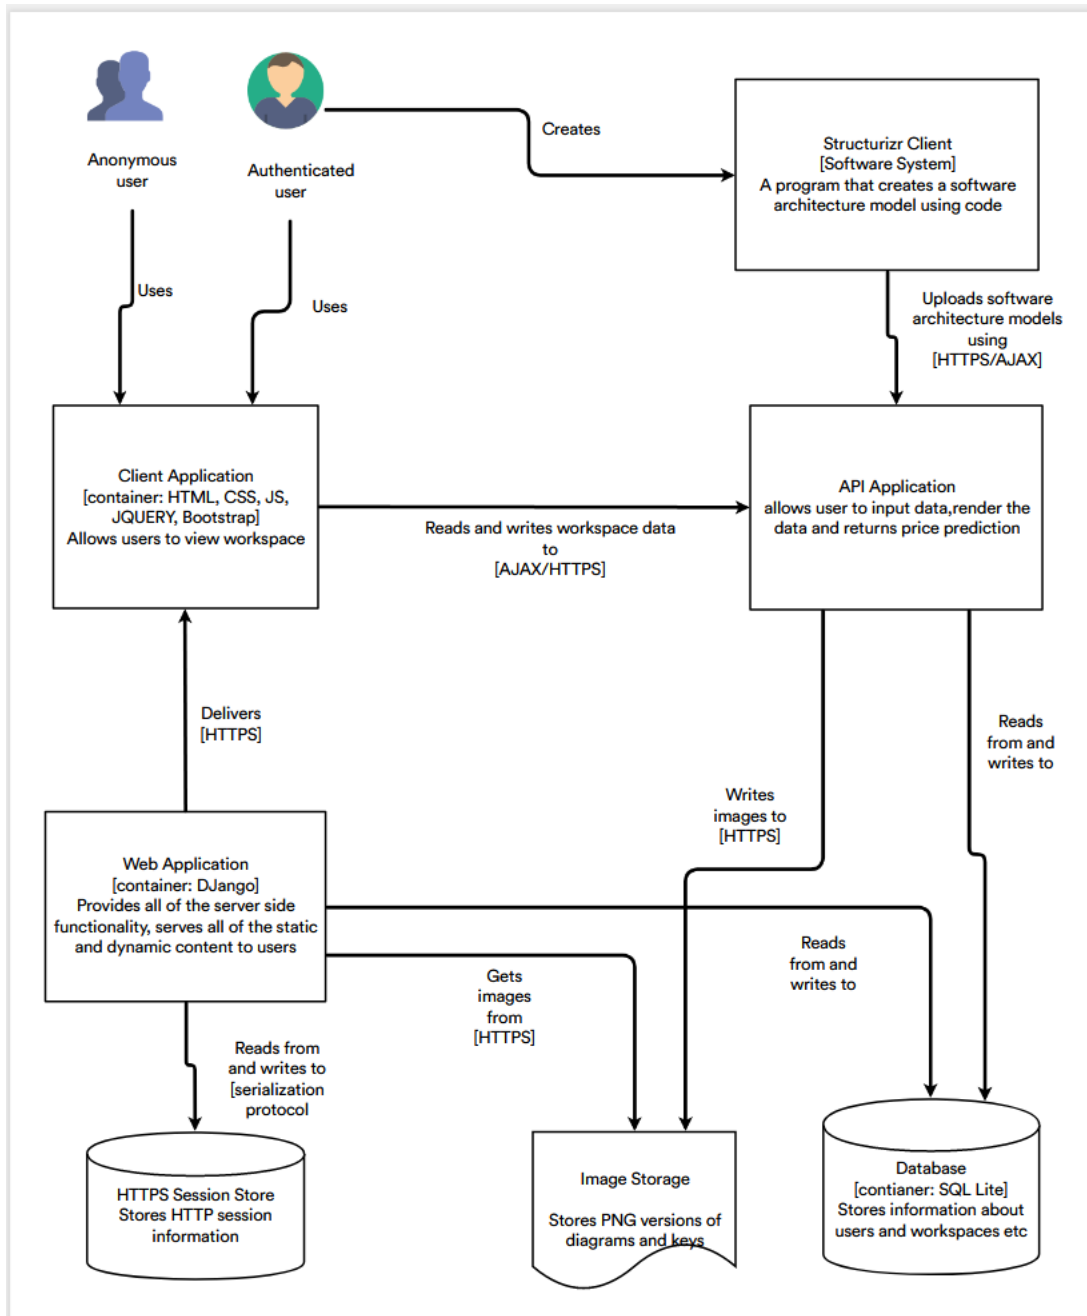 Anonymous
user
Authenticated
user
Creates
Structurizr Client
[Software System]
A program that creates a software
architecture model using code
Uses
Uses
Uploads software
architecture models
using
[HTTPS/AJAX]
Client Application
[container: HTML, CSS, JS,
JQUERY, Bootstrap]
Allows users to view workspace
Reads and writes workspace data
to
[AJAX/HTTPS]
API Application
allows user to input data,render the
data and returns price prediction
Delivers
[HTTPS]
Reads
from and
writes to
Writes
images to
[HTTPS]
Web Application
[container: DJango]
Provides all of the server side
functionality, serves all of the static
and dynamic content to users
Reads
from and
writes to
Gets
images
from
[HTTPS]
Reads from
and writes to
[serialization
protocol
HTTPS Session Store
Stores HTTP session
information
Image Storage
Stores PNG versions of
diagrams and keys
Database
[contianer: SQL Lite]
Stores information about
users and workspaces etc